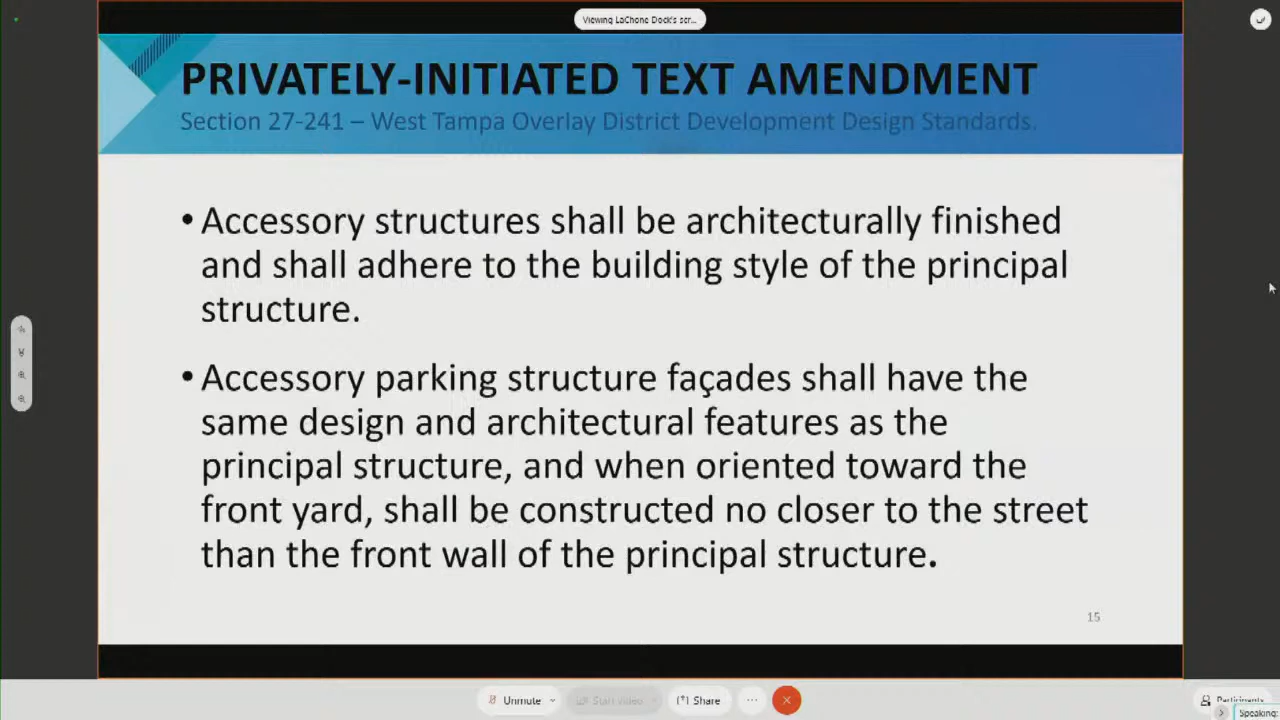 Viewing LaChone Dock's scr...
PRIVATELY-INITIATED TEXT AMENDMENT
Section 27-241 – West Tampa Overlay District Development Design Standards.
• Accessory structures shall be architecturally finished
and shall adhere to the building style of the principal
structure.
• Accessory parking structure façades shall have the
same design and architectural features as the
principal structure, and when oriented toward the
front yard, shall be constructed no closer to the street
than the front wall of the principal structure.
15
Unmute
Start video
Share
Participants
Speaking: